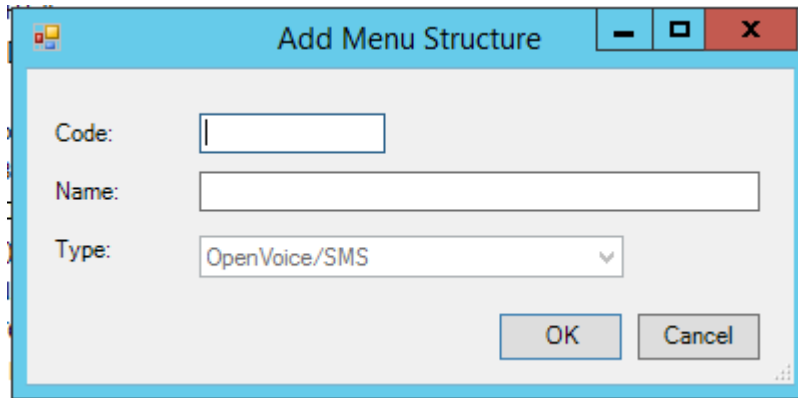 Add Menu Structure
Code:
Name:
Type:
OpenVoice/SMS
OK
Cancel